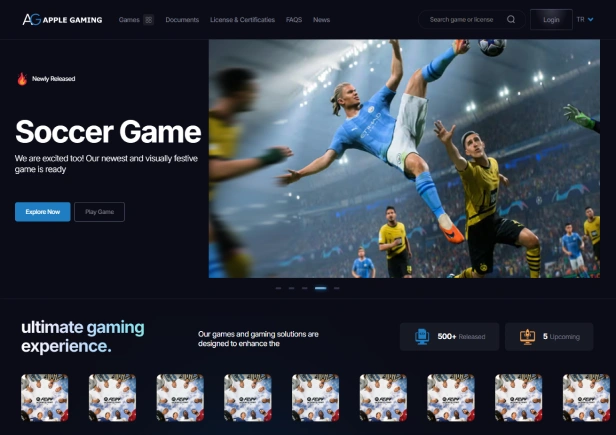 AG APPLE GAMING
Games
Documents
License & Certificaties
FAQS
News
Search game or license
Login
TR
Newly Released
Soccer Game
We are excited too! Our newest and visually festive
game is ready
Explore Now
Play Game
ultimate gaming
experience.
Our games and gaming solutions are
designed to enhance the
500+ Released
5 Upcoming